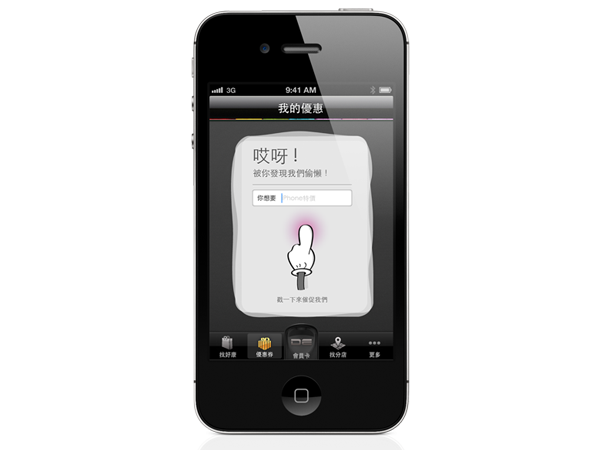 3G 9:41 AM
我的優惠
哎呀！
被你發現我們偷懶！
你想要 iPhone按價
戳一下來催促我們
找好康 優惠券 會員卡 找分店 更多